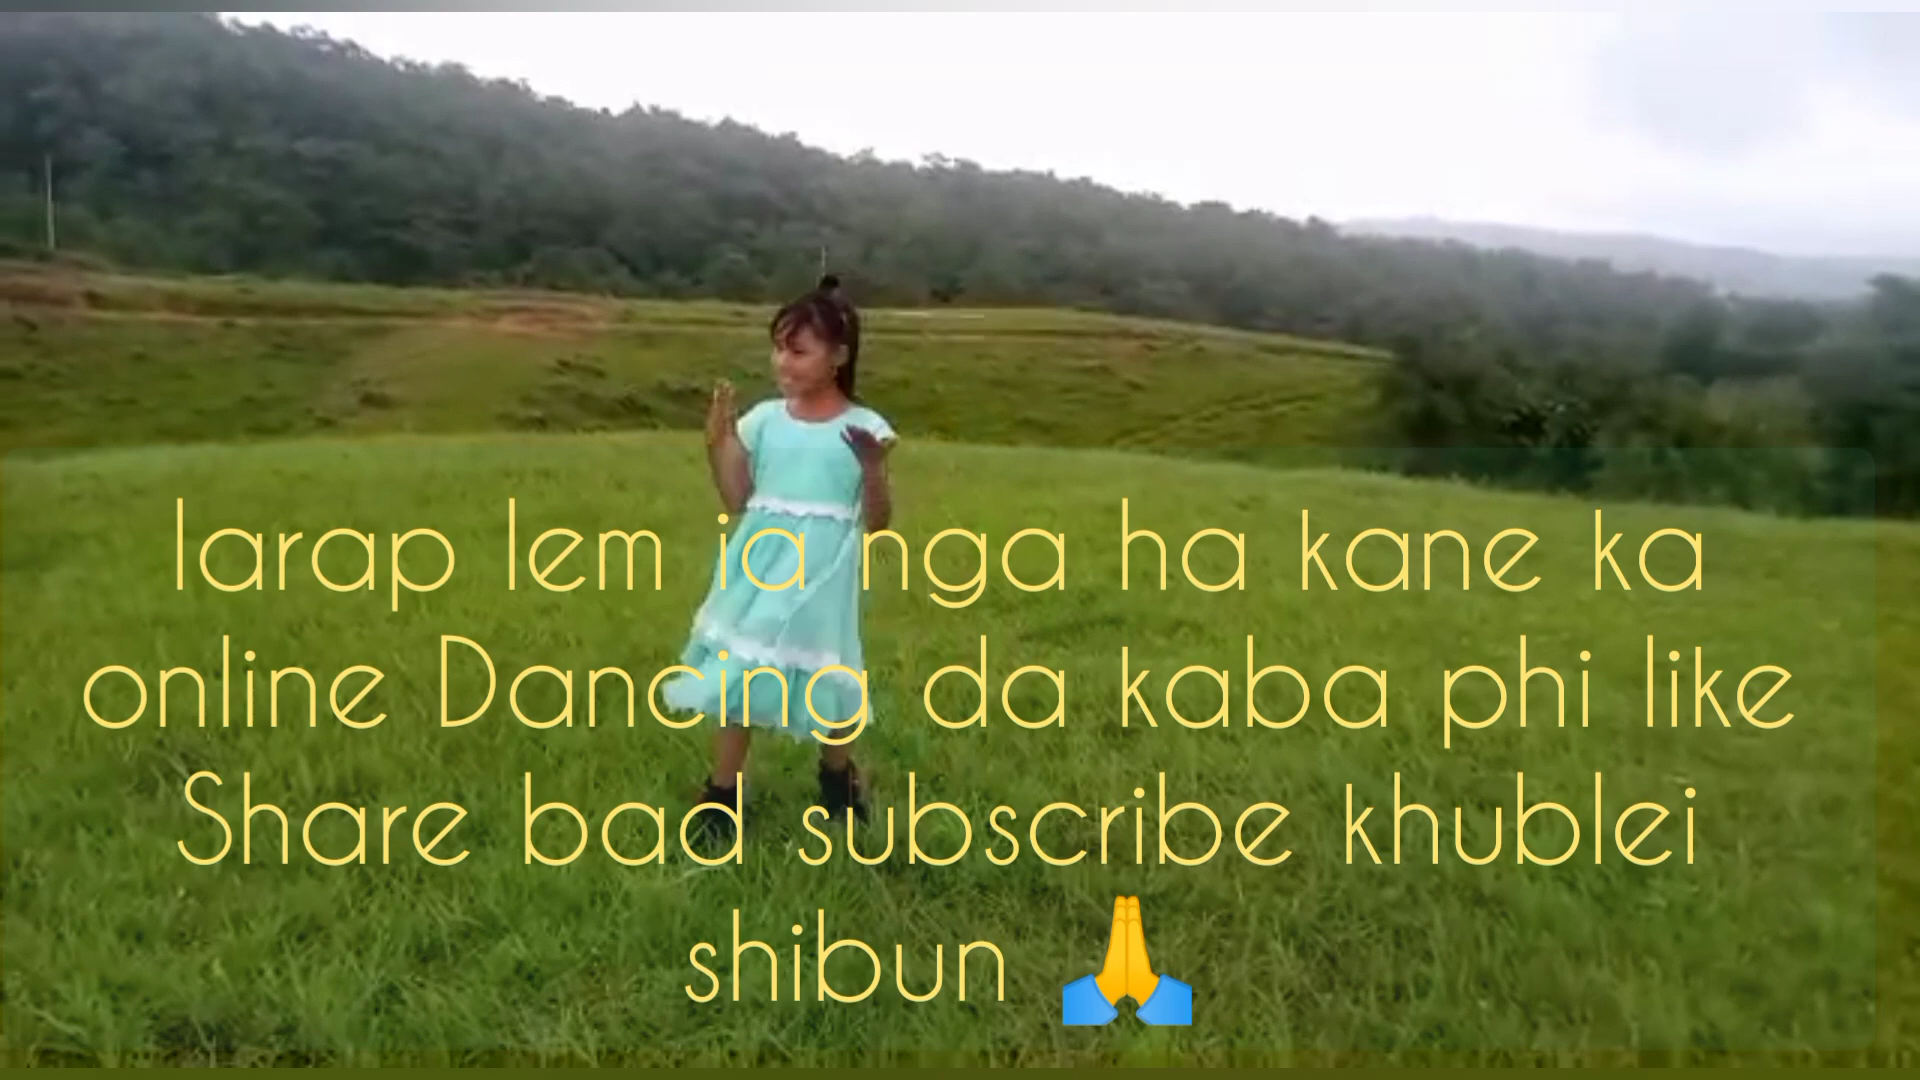 Iarap lem ia nga ha kane ka
online Dancing da kaba phi like
Share bad subscribe khublei
shibun 🙏